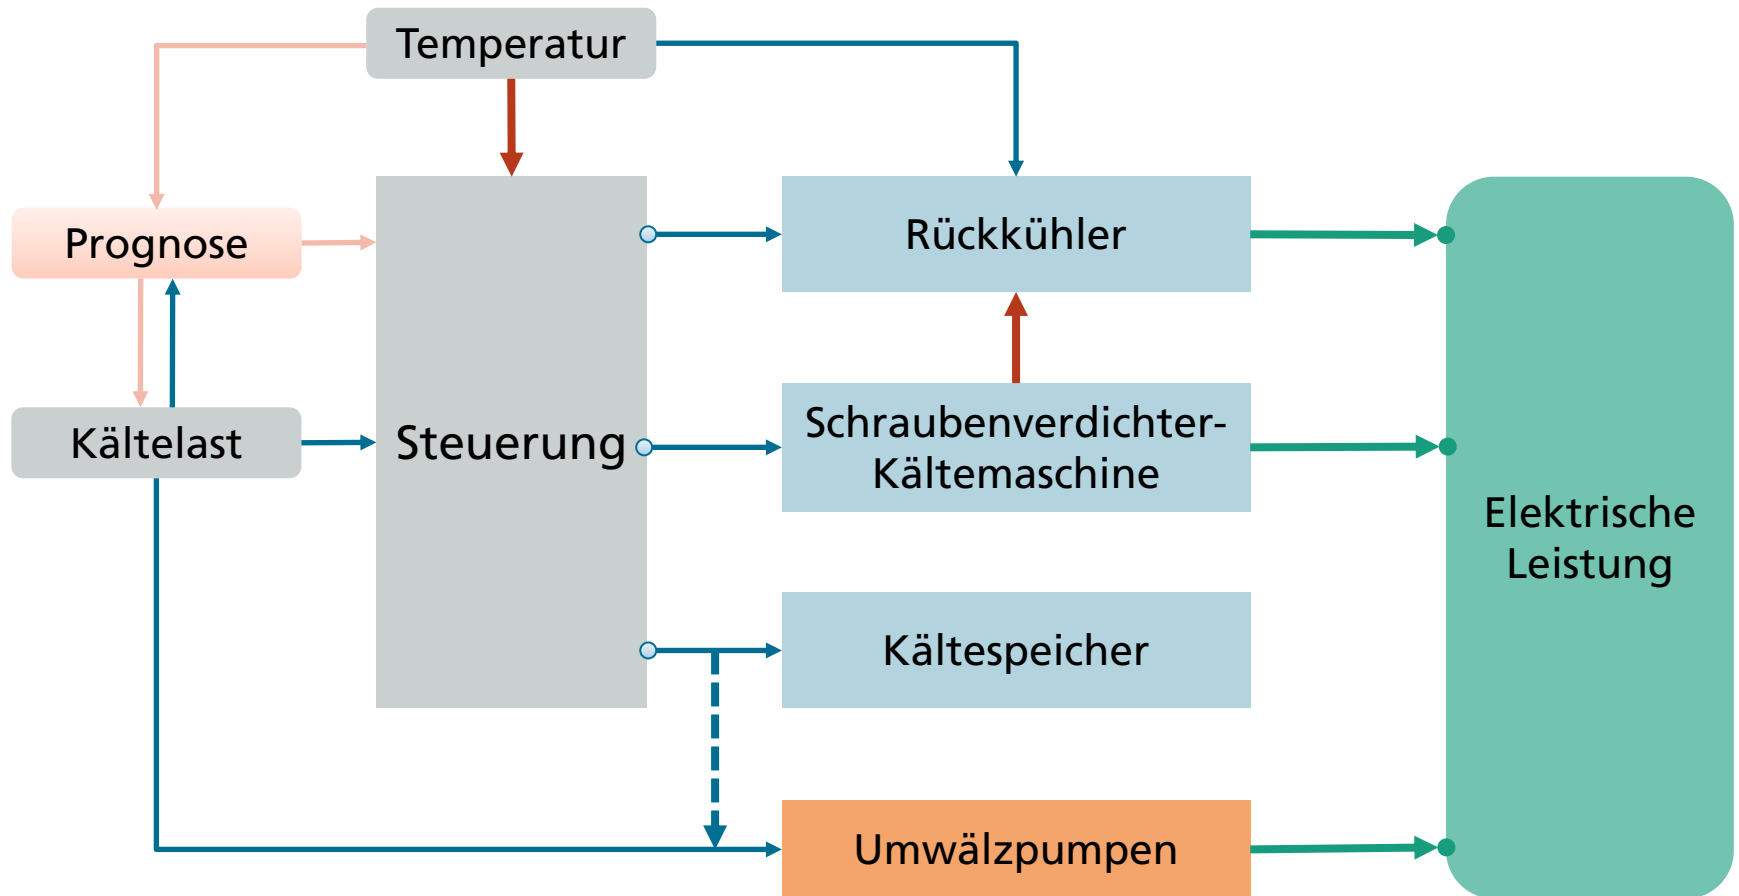 Temperatur
Prognose
Rückkühler
Kältelast
Steuerung
Schraubenverdichter-
Kältemaschine
Elektrische
Leistung
Kältespeicher
Umwälzpumpen